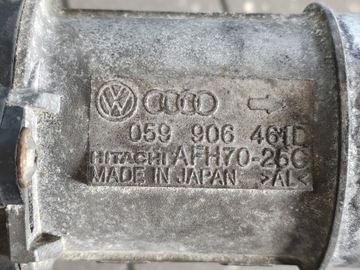 059 906 461D
HITACHI AFH70-26C
MADE IN JAPAN >AL<